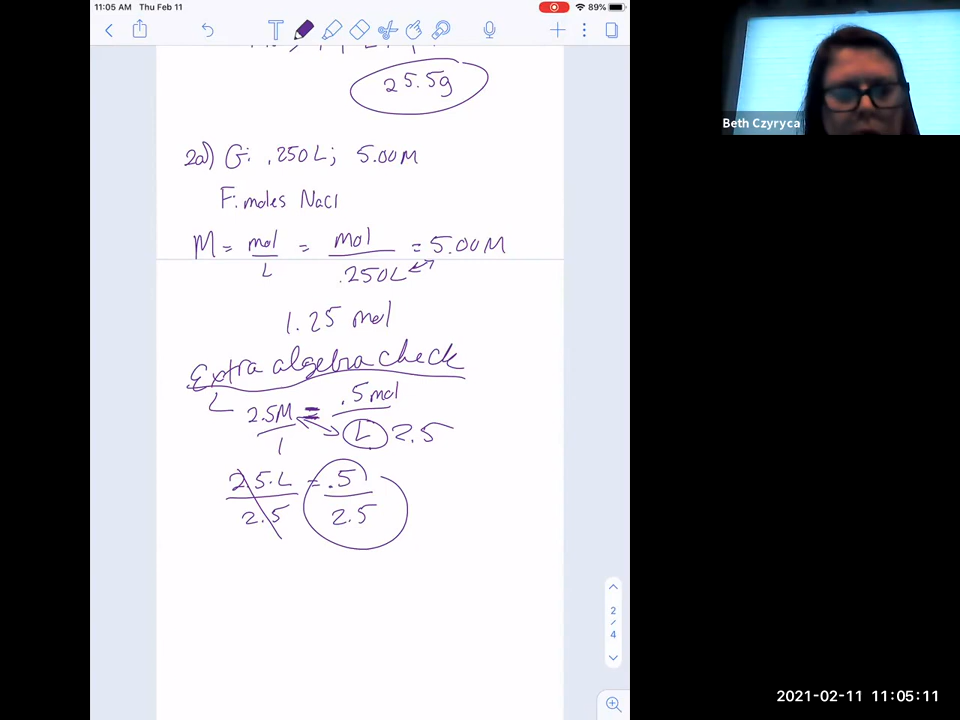 11:05 AM Thu Feb 11
89%
T
25.5g
Beth Czyryca
2a) G: .250L; 5.00M
F: moles NaCl
M = mol/L = mol/.250L = 5.00M
1.25 mol
Extra algebra check
L 2.5M/1 = .5mol/L 2.5
2.5·L/2.5 = .5/2.5
2
/
4
2021-02-11 11:05:11